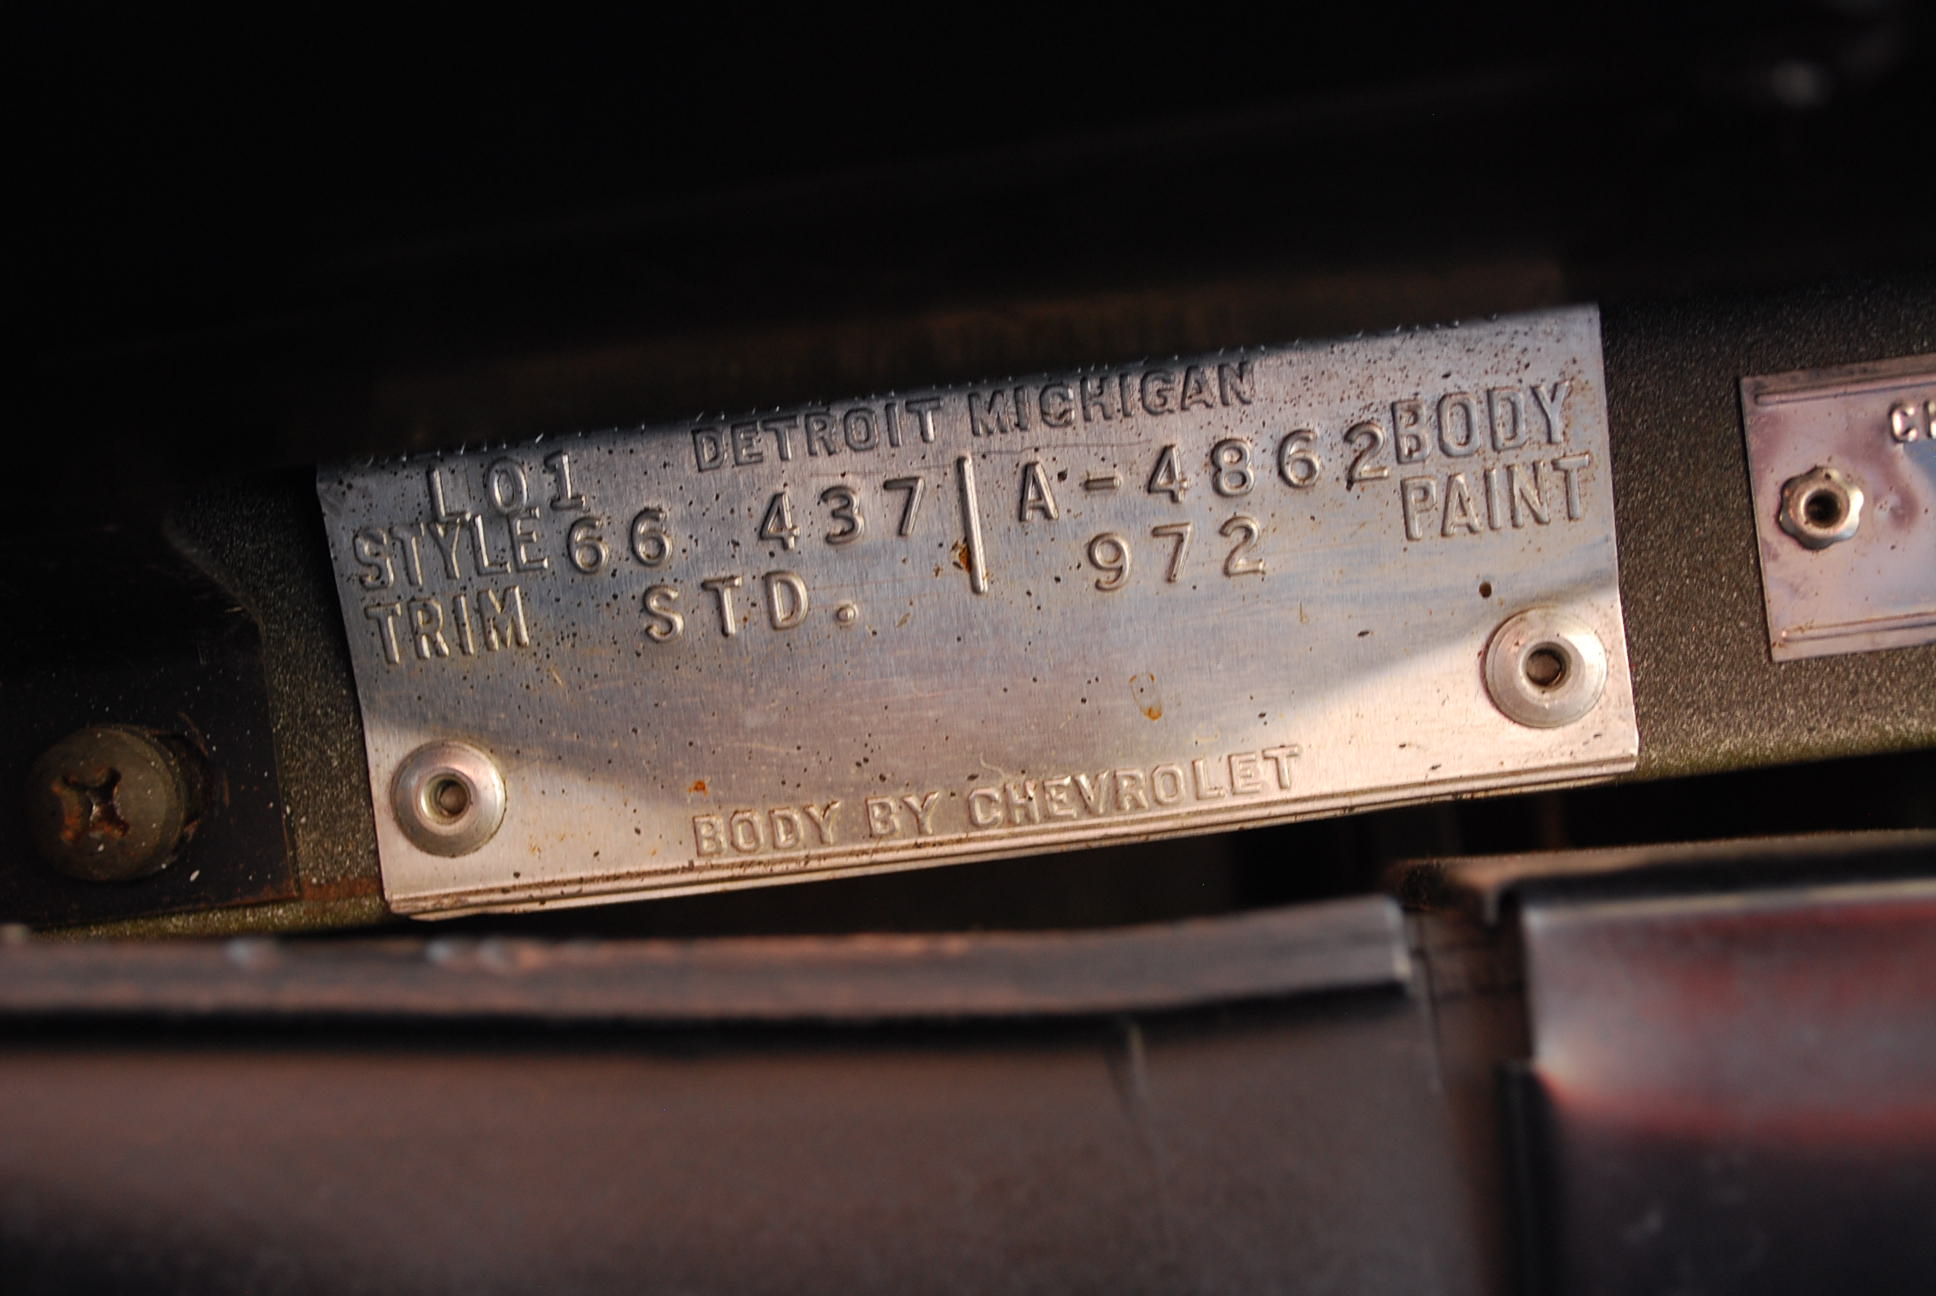 DETROIT MICHIGAN
L01
STYLE 66 437 | A-4862 BODY
TRIM STD. 972 PAINT
BODY BY CHEVROLET